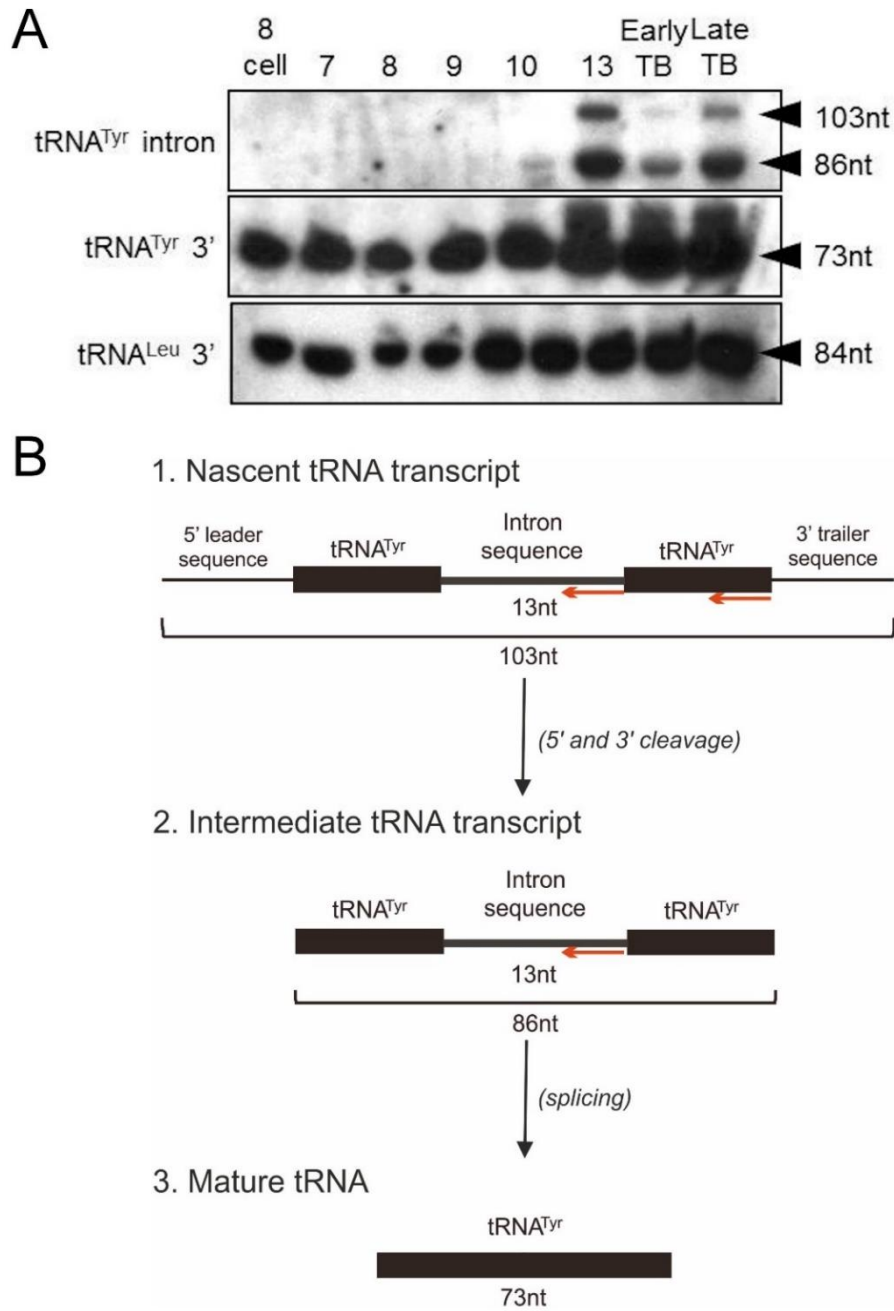 A
8 cell 7 8 9 10 13 Early TB Late TB
tRNATyr intron
103nt
86nt
tRNATyr 3’
73nt
tRNALeu 3’
84nt
B
1. Nascent tRNA transcript
5’ leader sequence
tRNATyr
Intron sequence
tRNATyr
3’ trailer sequence
13nt
103nt
(5’ and 3’ cleavage)
2. Intermediate tRNA transcript
tRNATyr
Intron sequence
tRNATyr
13nt
86nt
(splicing)
3. Mature tRNA
tRNATyr
73nt